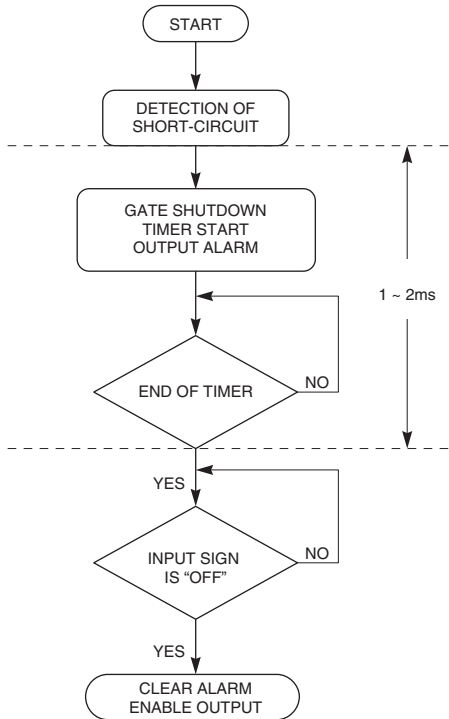 START
DETECTION OF
SHORT-CIRCUIT
GATE SHUTDOWN
TIMER START
OUTPUT ALARM
1 ~ 2ms
END OF TIMER
NO
YES
INPUT SIGN
IS “OFF”
NO
YES
CLEAR ALARM
ENABLE OUTPUT